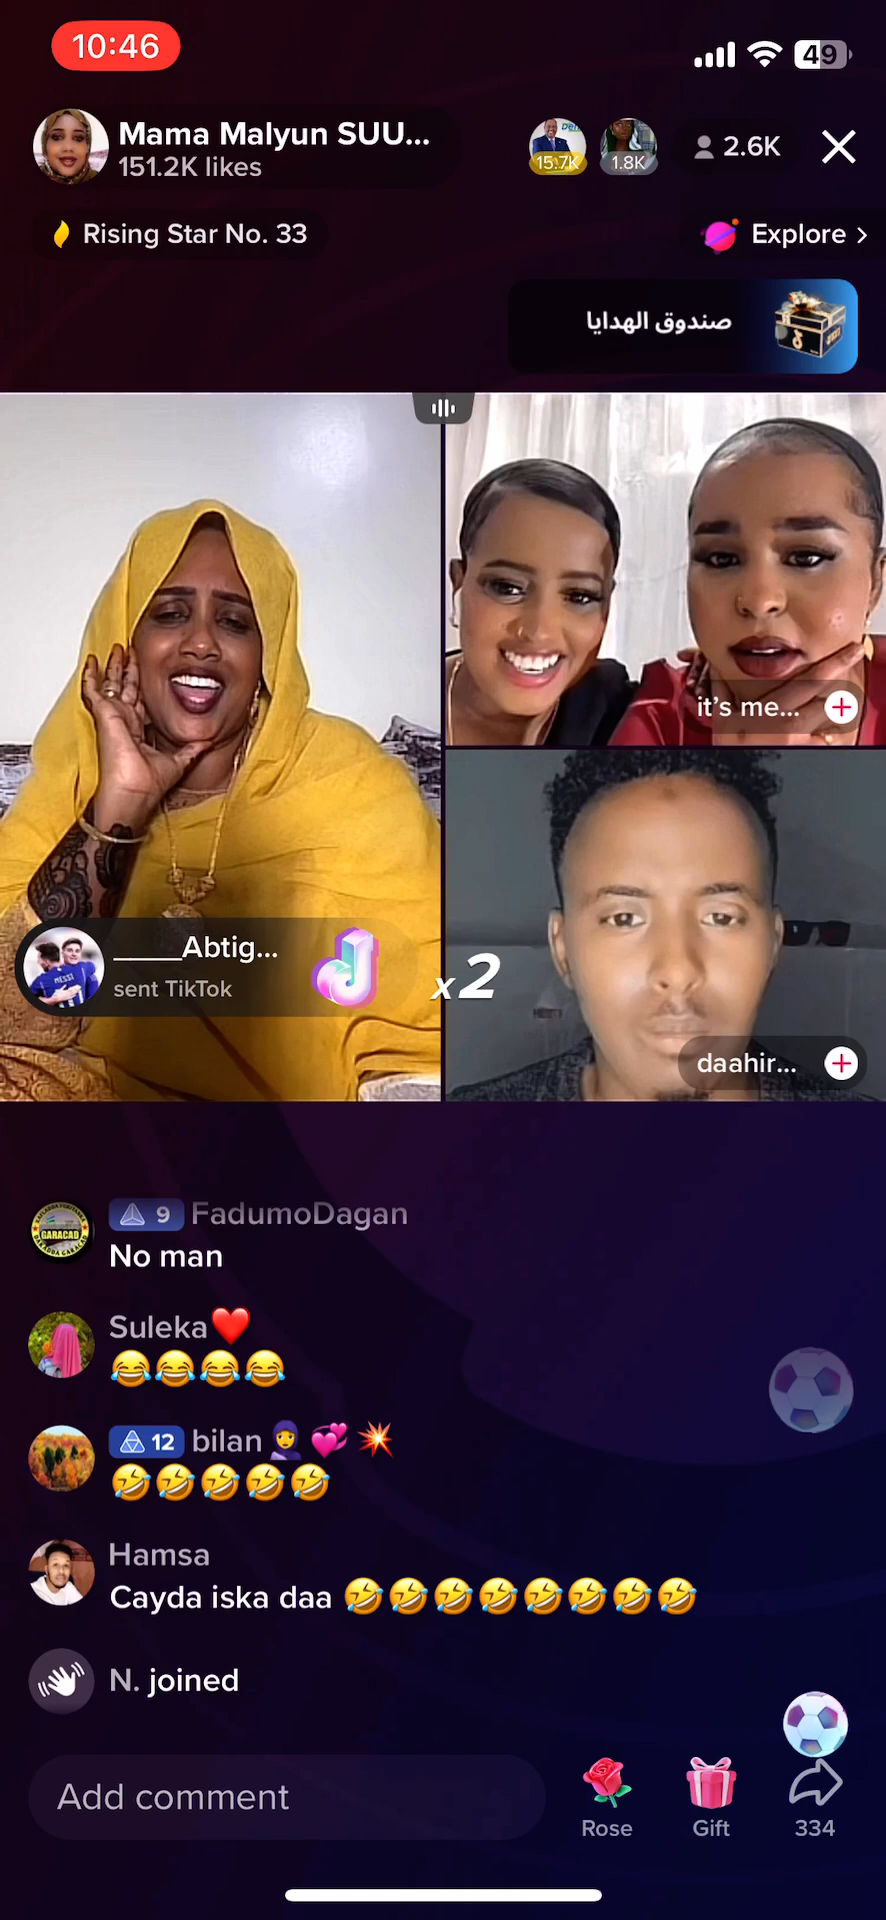 10:46
49
Mama Malyun SUU...
151.2K likes
15.7K
1.8K
2.6K
Rising Star No. 33
Explore >
صندوق الهدايا
it's me...
_____Abtig...
sent TikTok
x2
MESSI
daahir...
9 FadumoDagan
GARACAD
No man
Suleka❤️
😂😂😂😂
12 bilan🧕💞💥
🤣🤣🤣🤣🤣
Hamsa
Cayda iska daa 🤣🤣🤣🤣🤣🤣🤣🤣
N. joined
Add comment
Rose
Gift
334